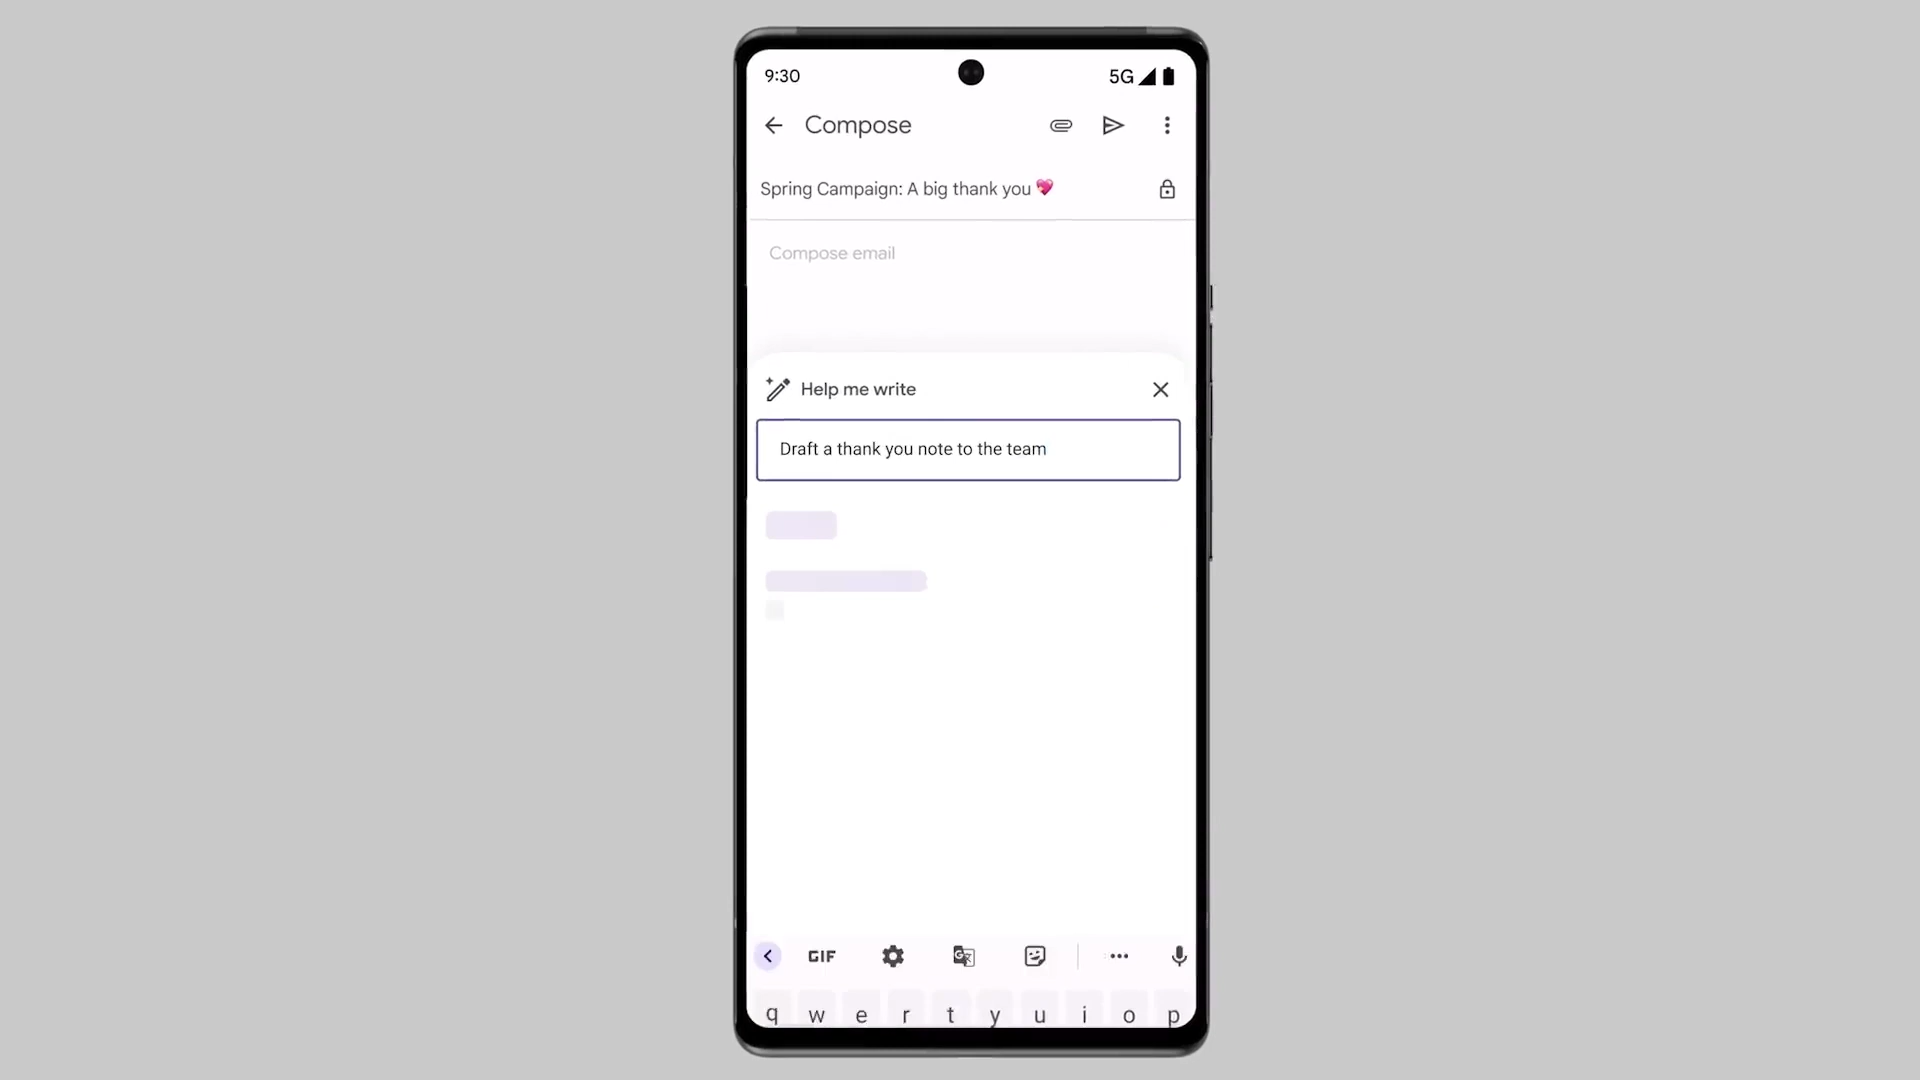 9:30 5G
Compose
Spring Campaign: A big thank you 💖
Compose email
Help me write
Draft a thank you note to the team
GIF
q w e r t y u i o p